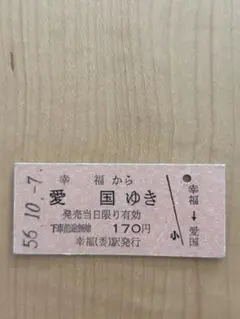 56.10.-7.
幸福から
愛国ゆき
発売当日限り有効
下車前途無効 170円
幸福(委)駅発行
幸福
↓
愛国
小